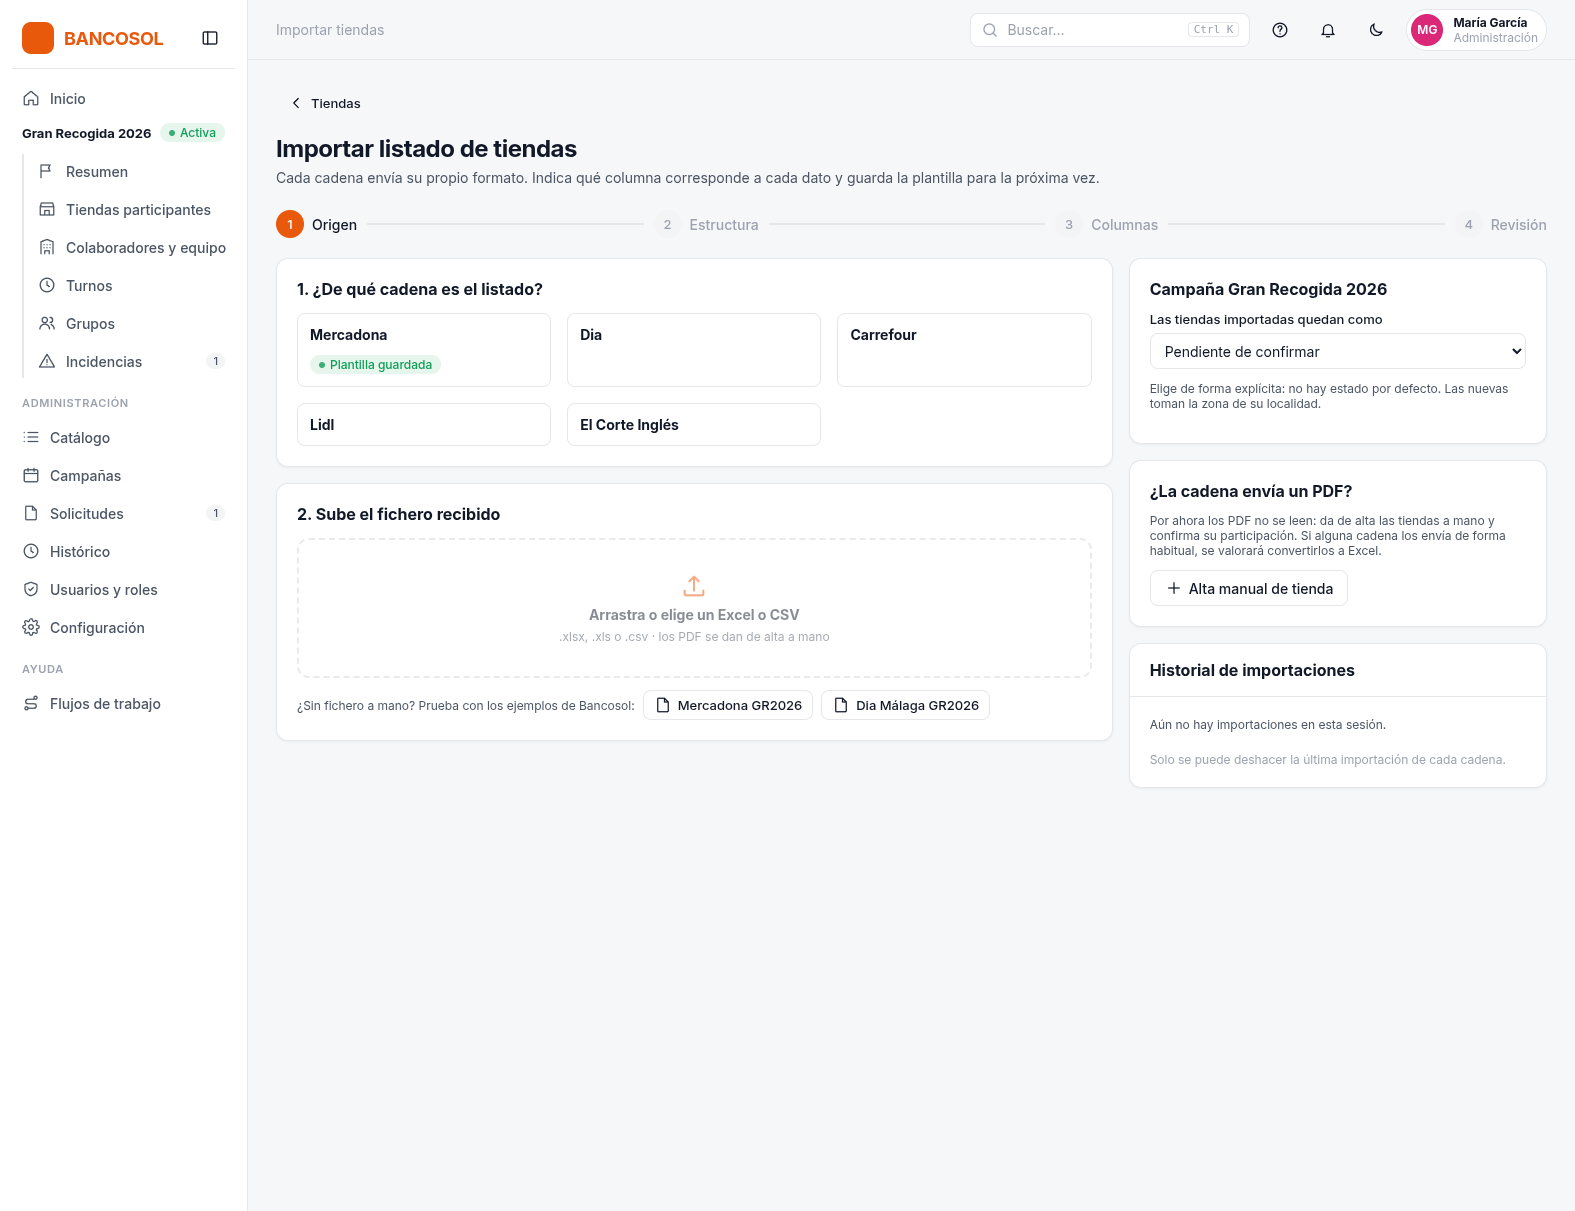 BANCOSOL
Inicio
Gran Recogida 2026 Activa
Resumen
Tiendas participantes
Colaboradores y equipo
Turnos
Grupos
Incidencias 1
ADMINISTRACIÓN
Catálogo
Campañas
Solicitudes 1
Histórico
Usuarios y roles
Configuración
AYUDA
Flujos de trabajo
Importar tiendas
Buscar... Ctrl K
MG
María García
Administración
Tiendas
Importar listado de tiendas
Cada cadena envía su propio formato. Indica qué columna corresponde a cada dato y guarda la plantilla para la próxima vez.
1 Origen 2 Estructura 3 Columnas 4 Revisión
1. ¿De qué cadena es el listado?
Mercadona
Plantilla guardada
Dia
Carrefour
Lidl
El Corte Inglés
2. Sube el fichero recibido
Arrastra o elige un Excel o CSV
.xlsx, .xls o .csv · los PDF se dan de alta a mano
¿Sin fichero a mano? Prueba con los ejemplos de Bancosol: Mercadona GR2026 Dia Málaga GR2026
Campaña Gran Recogida 2026
Las tiendas importadas quedan como
Pendiente de confirmar
Elige de forma explícita: no hay estado por defecto. Las nuevas
toman la zona de su localidad.
¿La cadena envía un PDF?
Por ahora los PDF no se leen: da de alta las tiendas a mano y
confirma su participación. Si alguna cadena los envía de forma
habitual, se valorará convertirlos a Excel.
Alta manual de tienda
Historial de importaciones
Aún no hay importaciones en esta sesión.
Solo se puede deshacer la última importación de cada cadena.